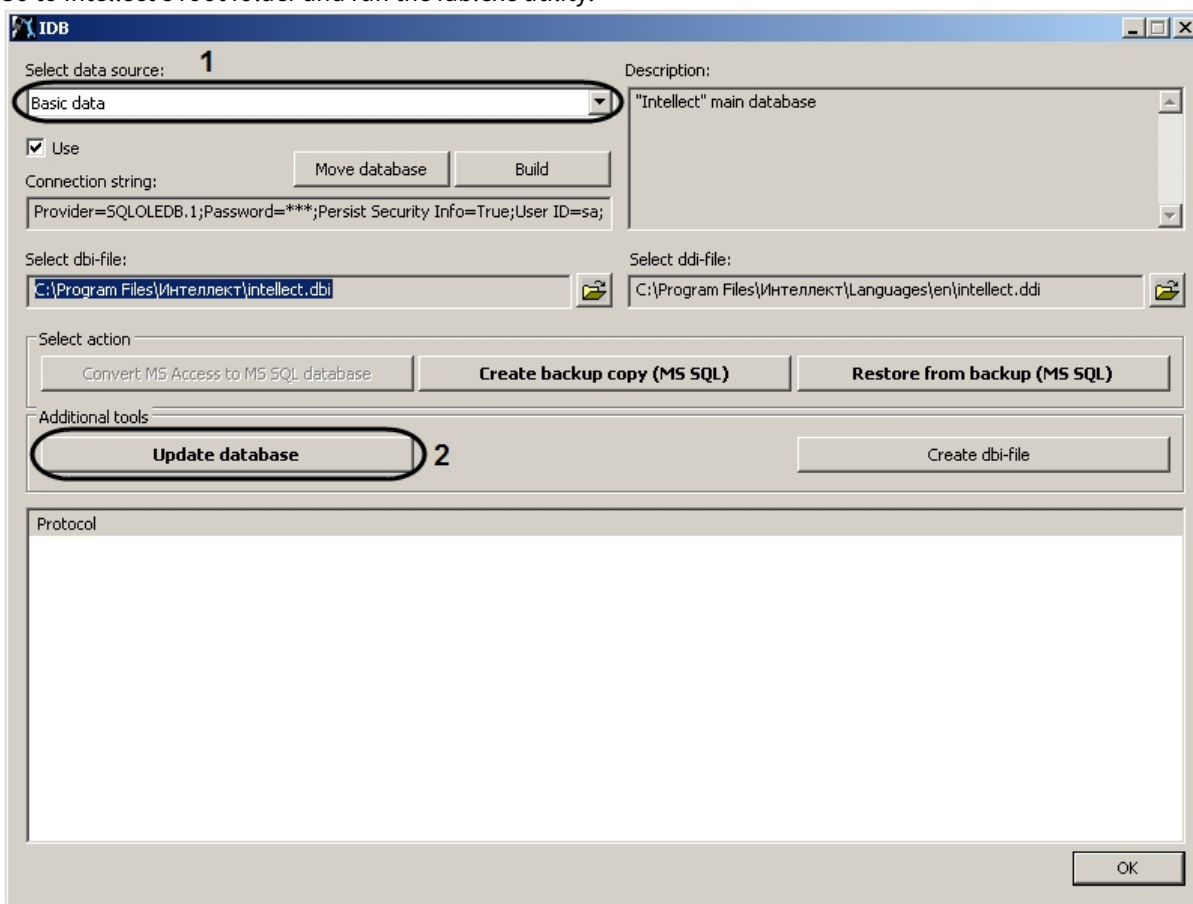 IDB
Select data source:
1
Description:
Basic data
"Intellect" main database
Use
Move database
Build
Connection string:
Provider=SQLOLEDB.1;Password=***;Persist Security Info=True;User ID=sa;
Select dbi-file:
Select ddi-file:
C:\Program Files\Интеллект\intellect.dbi
C:\Program Files\Интеллект\Languages\en\intellect.ddi
Select action
Convert MS Access to MS SQL database
Create backup copy (MS SQL)
Restore from backup (MS SQL)
Additional tools
Update database
2
Create dbi-file
Protocol
OK